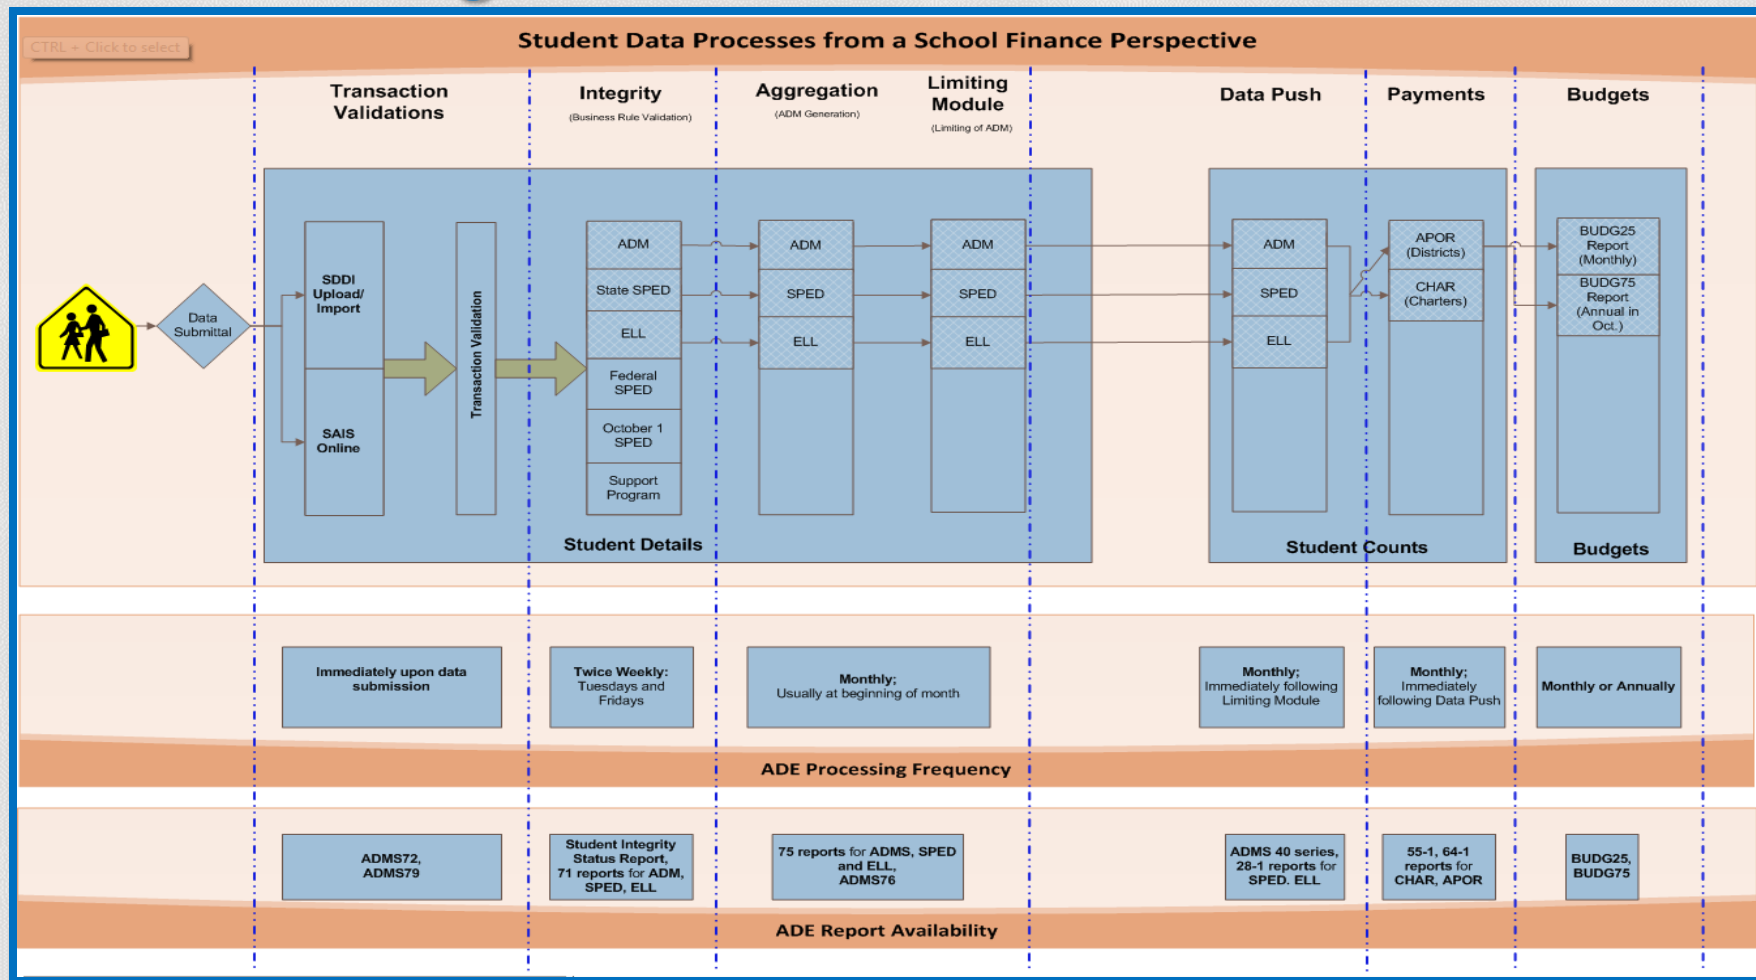 CTRL + Click to select
Student Data Processes from a School Finance Perspective
Transaction
Validations
Integrity
(Business Rule Validation)
Aggregation
(ADM Generation)
Limiting
Module
(Limiting of ADM)
Data Push
Payments
Budgets
Data
Submittal
SDDI
Upload/
Import
SAIS
Online
Transaction Validation
ADM
State SPED
ELL
Federal
SPED
October 1
SPED
Support
Program
ADM
SPED
ELL
ADM
SPED
ELL
Student Details
ADM
SPED
ELL
APOR
(Districts)
CHAR
(Charters)
Student Counts
BUDG25
Report
(Monthly)
BUDG75
Report
(Annual in
Oct.)
Budgets
Immediately upon data
submission
Twice Weekly:
Tuesdays and
Fridays
Monthly;
Usually at beginning of month
Monthly;
Immediately following
Limiting Module
Monthly;
Immediately
following Data Push
Monthly or Annually
ADE Processing Frequency
ADMS72,
ADMS79
Student Integrity
Status Report,
71 reports for ADM,
SPED, ELL
75 reports for ADMS, SPED
and ELL,
ADMS76
ADMS 40 series,
28-1 reports for
SPED. ELL
55-1, 64-1
reports for
CHAR, APOR
BUDG25,
BUDG75
ADE Report Availability